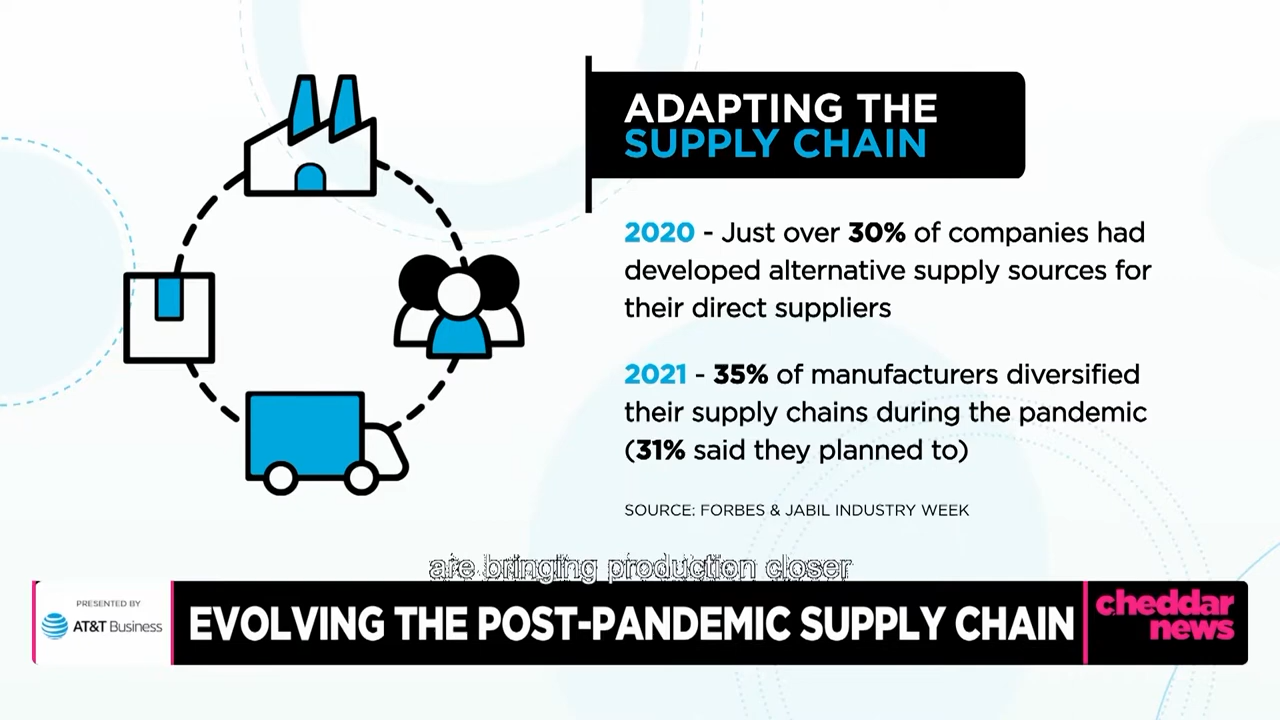 ADAPTING THE
SUPPLY CHAIN
2020 - Just over 30% of companies had
developed alternative supply sources for
their direct suppliers
2021 - 35% of manufacturers diversified
their supply chains during the pandemic
(31% said they planned to)
SOURCE: FORBES & JABIL INDUSTRY WEEK
are bringing production closer
PRESENTED BY
AT&T Business
EVOLVING THE POST-PANDEMIC SUPPLY CHAIN
cheddar
news